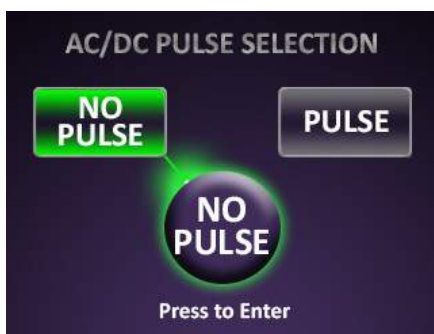 AC/DC PULSE SELECTION
NO
PULSE
PULSE
NO
PULSE
Press to Enter